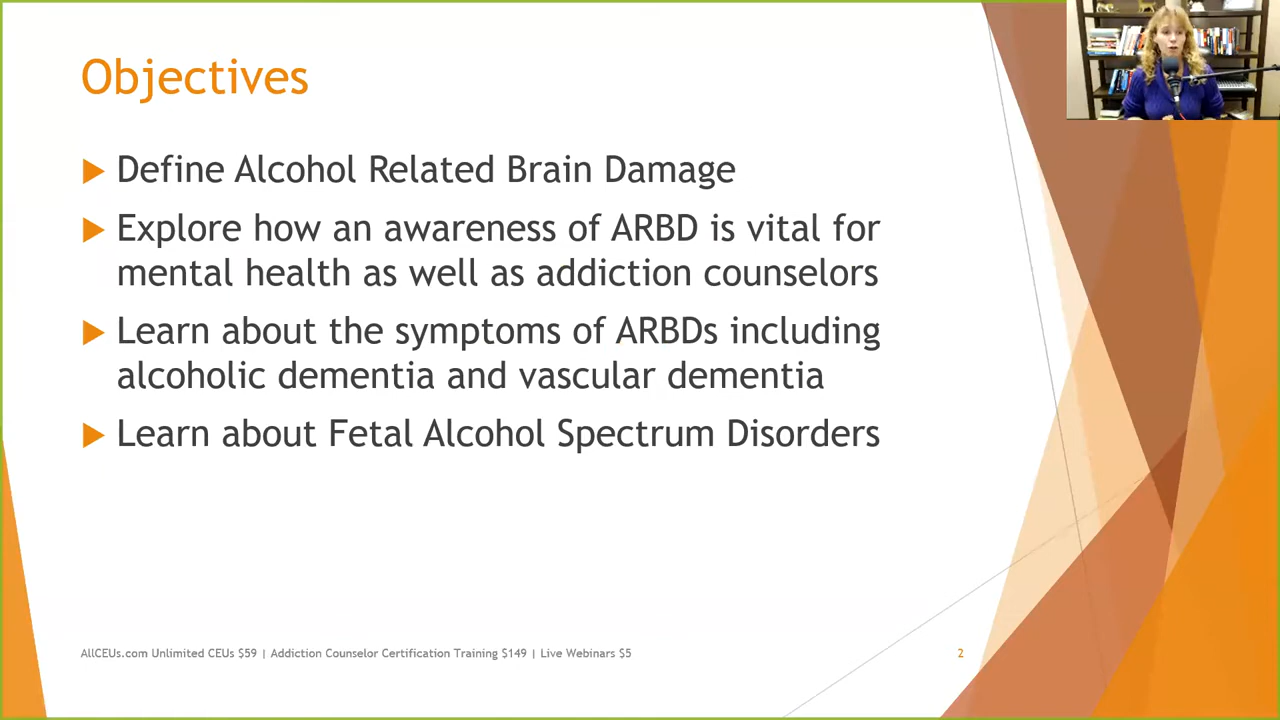 Objectives
Define Alcohol Related Brain Damage
Explore how an awareness of ARBD is vital for
mental health as well as addiction counselors
Learn about the symptoms of ARBDs including
alcoholic dementia and vascular dementia
Learn about Fetal Alcohol Spectrum Disorders
AllCEUs.com Unlimited CEUs $59 | Addiction Counselor Certification Training $149 | Live Webinars $5
2